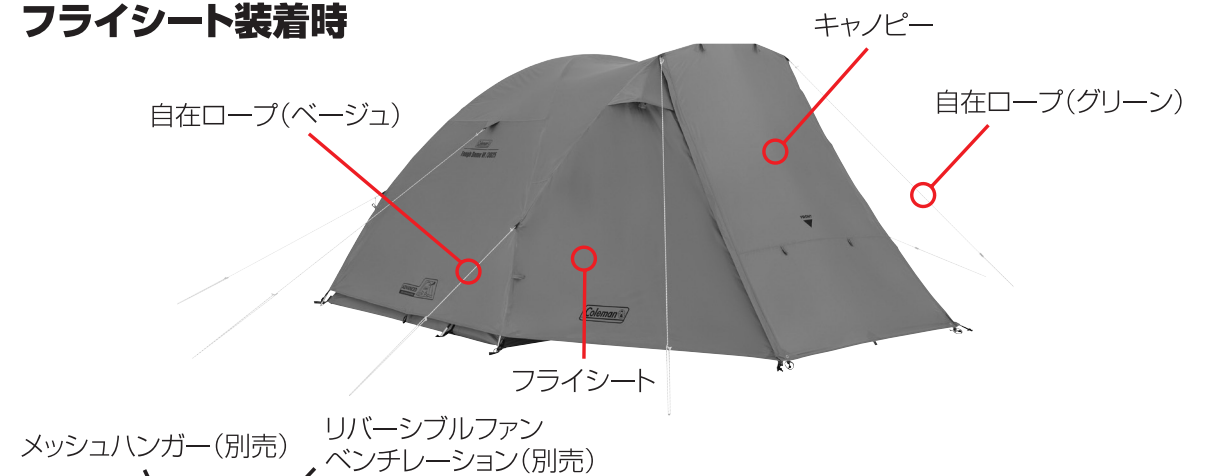 フライシート装着時
キャノピー
自在ロープ（ベージュ）
自在ロープ（グリーン）
Coleman
フライシート
メッシュハンガー（別売）
リバーシブルファン
ベンチレーション（別売）